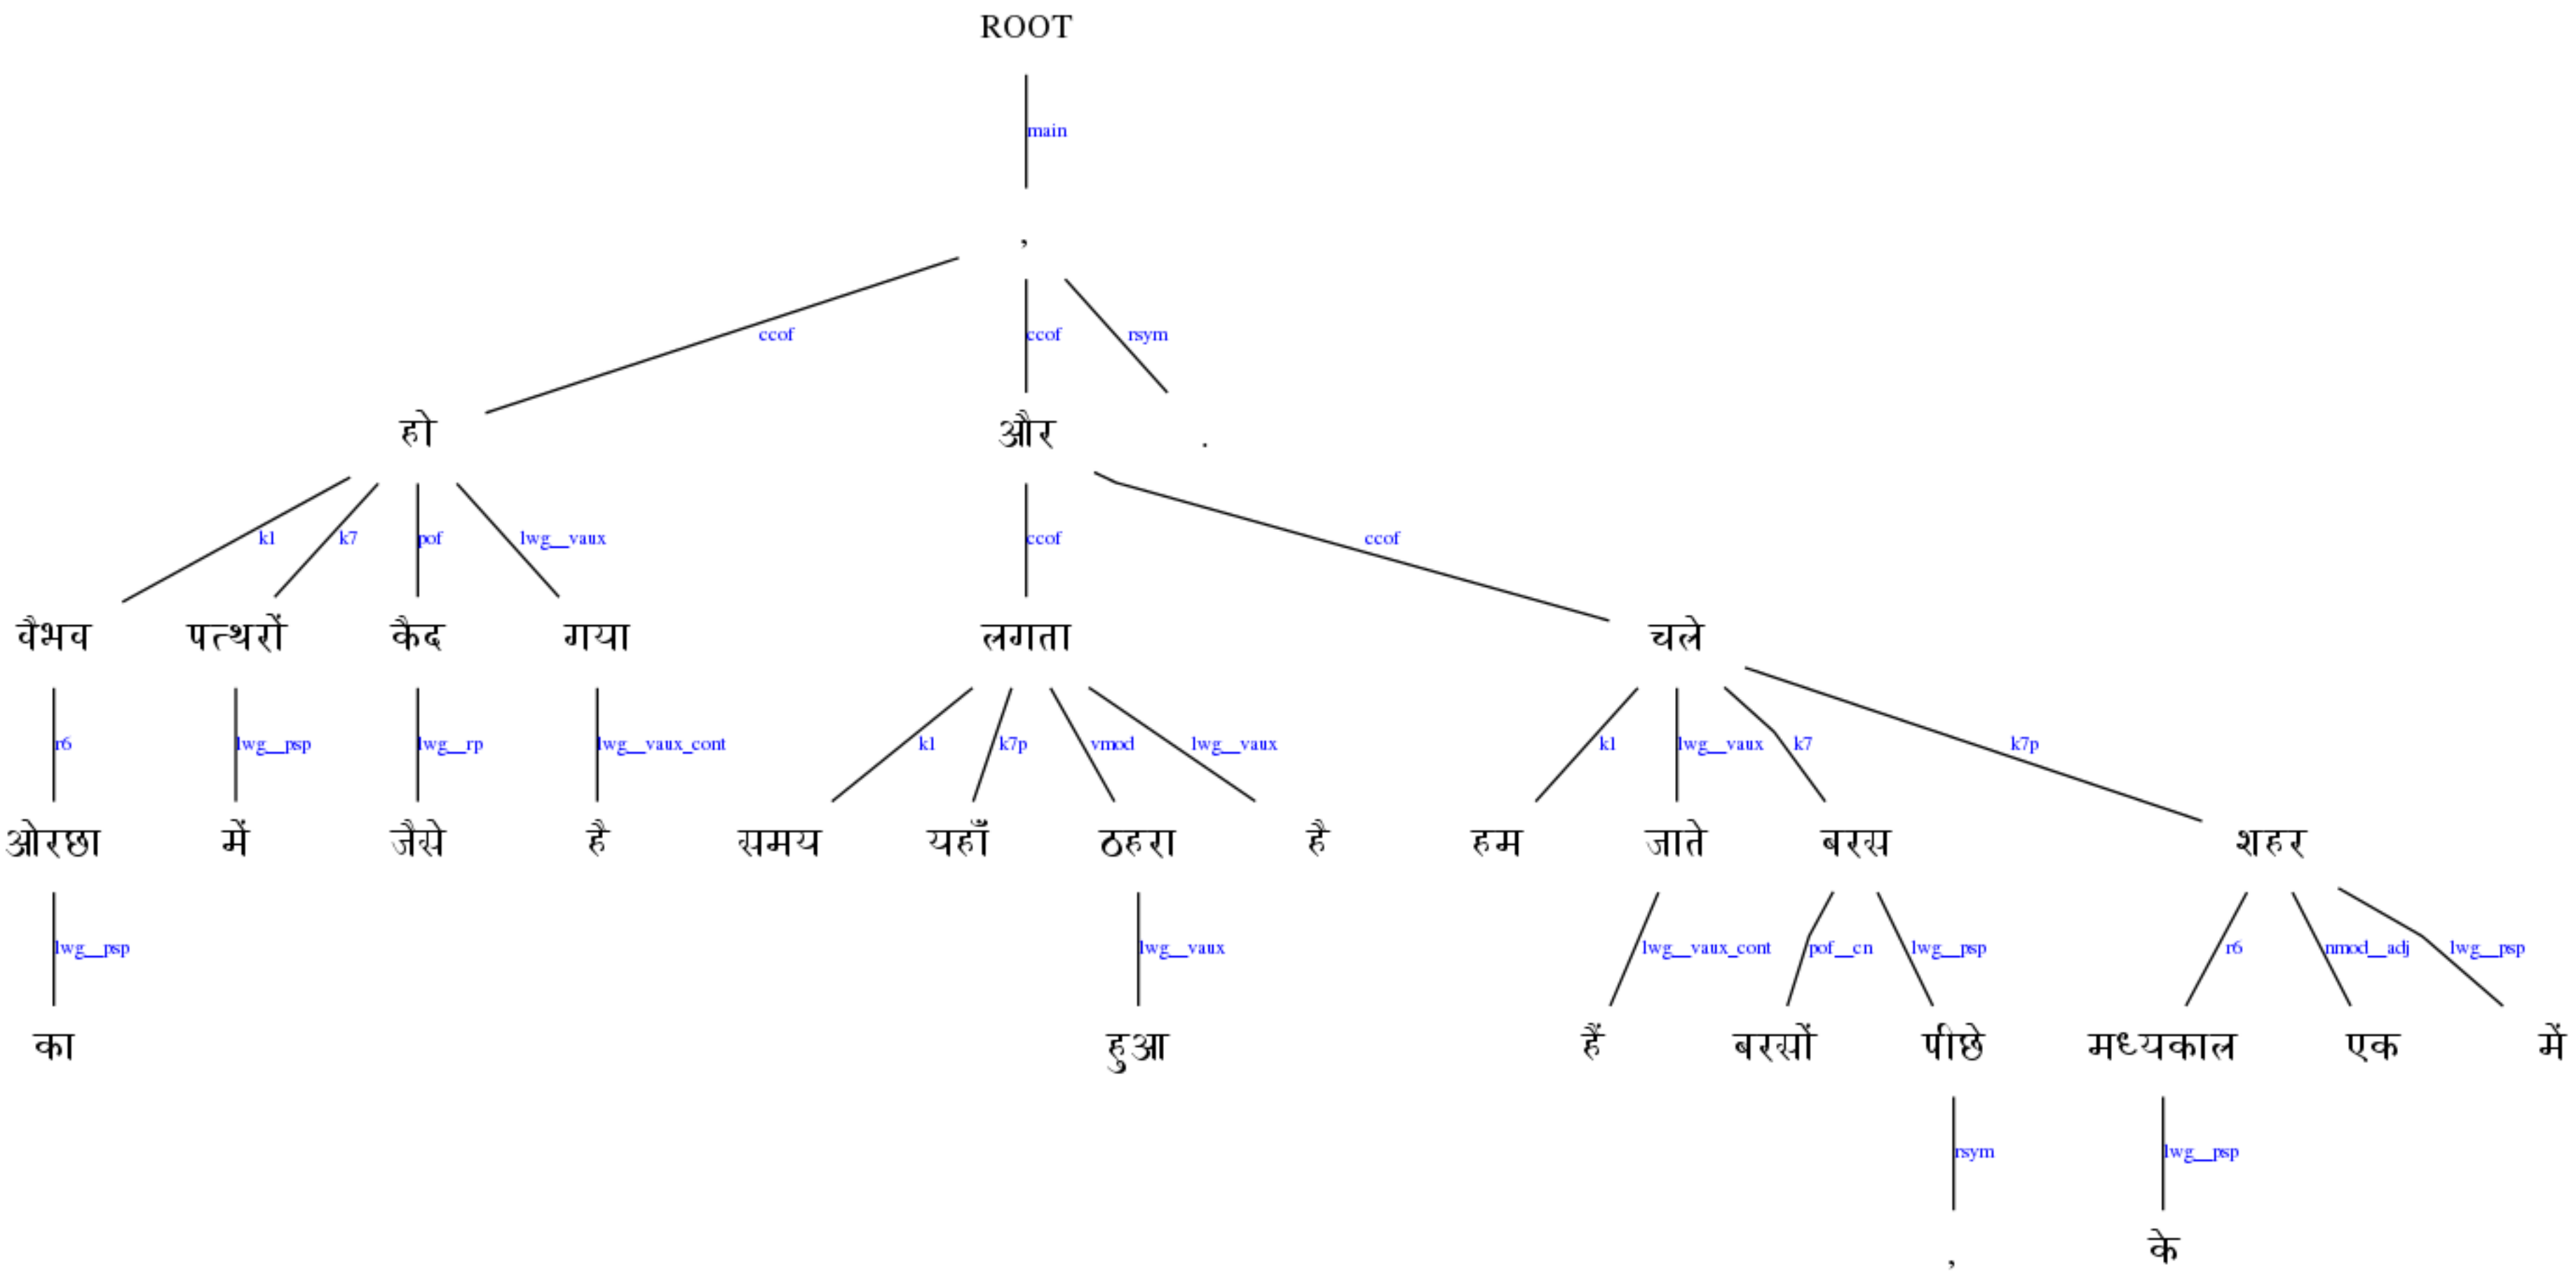 ROOT
main
,
ccof ccof rsym
हो और .
k1 k7 pof lwg__vaux ccof ccof
वैभव पत्थरों कैद गया लगता चले
r6 lwg__psp lwg__rp lwg__vaux_cont k1 k7p vmod lwg__vaux k1 lwg__vaux k7 k7p
ओरछा में जैसे है समय यहाँ ठहरा है हम जाते बरस शहर
lwg__psp lwg__vaux lwg__vaux_cont pof__cn lwg__psp r6 nmod__adj lwg__psp
का हुआ हैं बरसों पीछे मध्यकाल एक में
rsym lwg__psp
, के